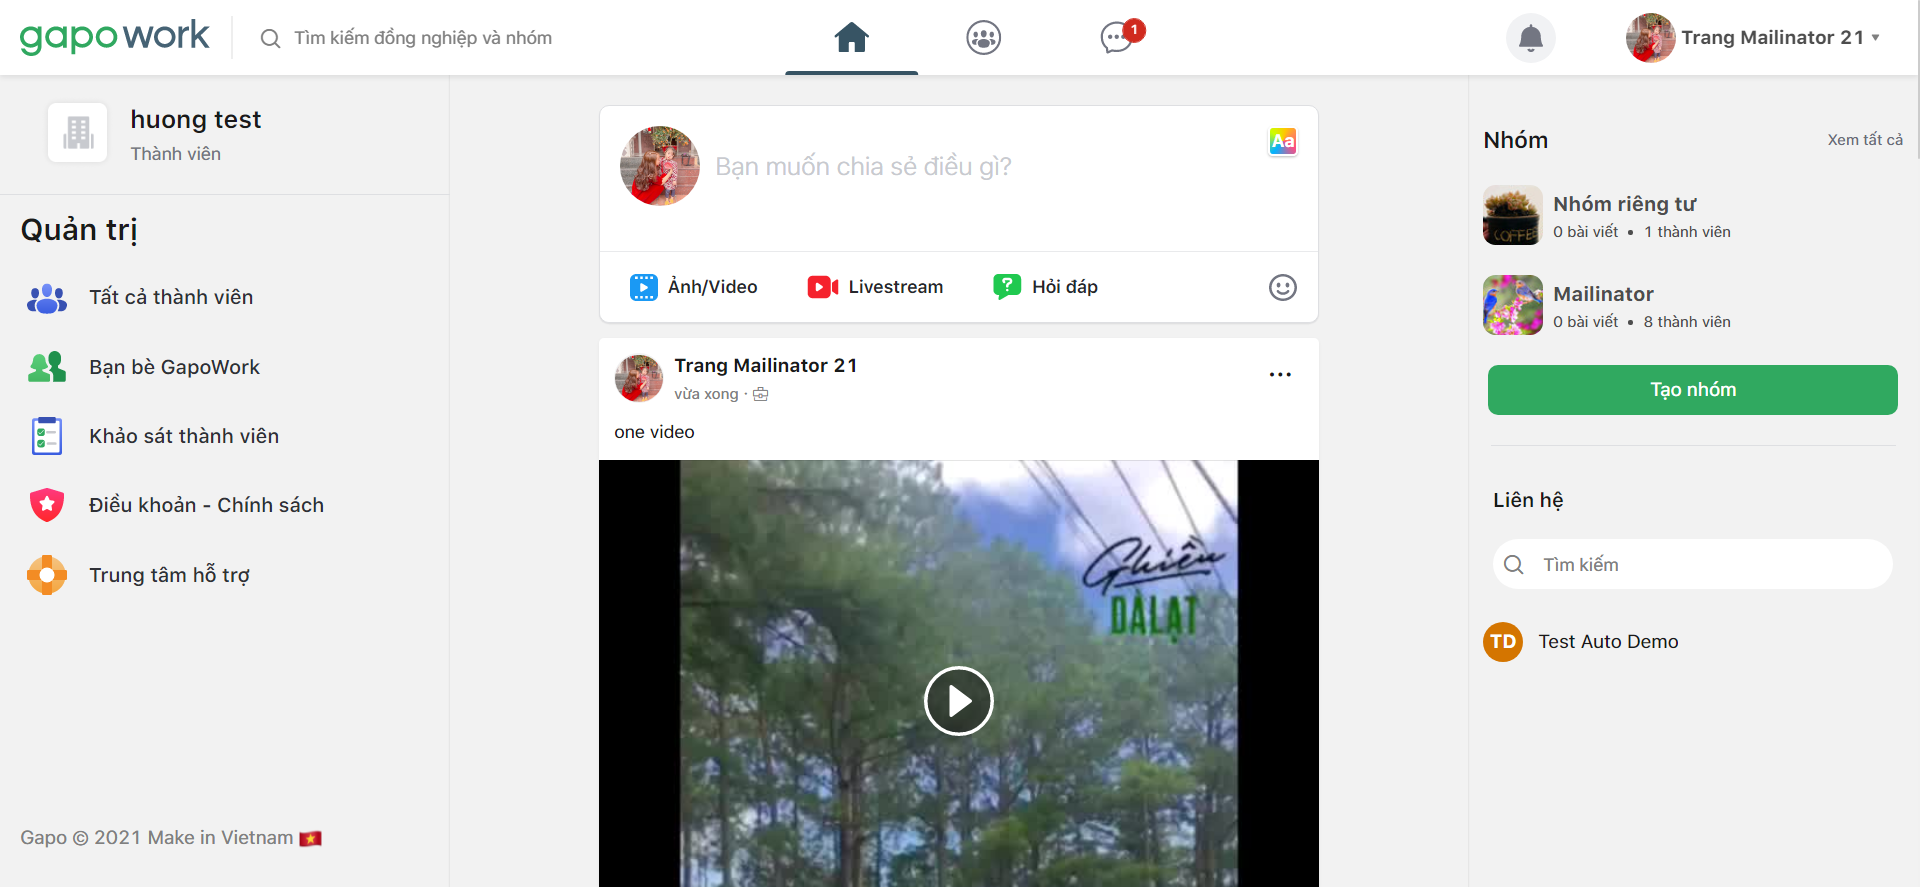 gapowork
Tìm kiếm đồng nghiệp và nhóm
1
Trang Mailinator 21
huong test
Thành viên
Quản trị
Tất cả thành viên
Bạn bè GapoWork
Khảo sát thành viên
Điều khoản - Chính sách
Trung tâm hỗ trợ
Gapo © 2021 Make in Vietnam
Bạn muốn chia sẻ điều gì?
Aa
Ảnh/Video
Livestream
Hỏi đáp
Trang Mailinator 21
vừa xong ·
one video
Ghiền
ĐÀLẠT
Nhóm
Xem tất cả
Nhóm riêng tư
0 bài viết • 1 thành viên
COFFEE
Mailinator
0 bài viết • 8 thành viên
Tạo nhóm
Liên hệ
Tìm kiếm
TD
Test Auto Demo